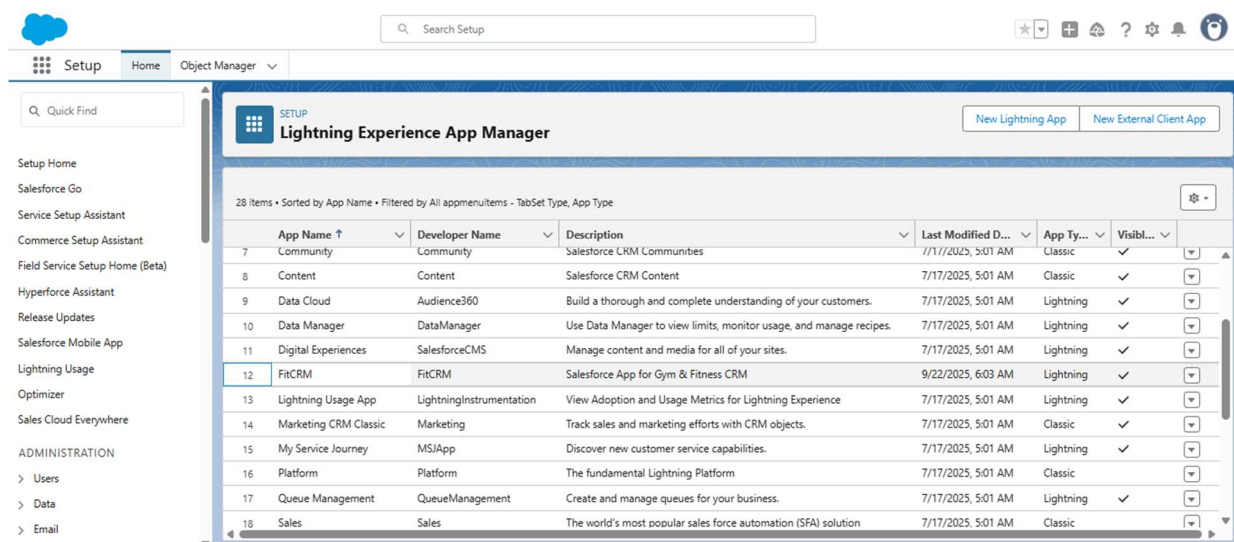 Search Setup
Setup Home Object Manager
Quick Find
Setup Home
Salesforce Go
Service Setup Assistant
Commerce Setup Assistant
Field Service Setup Home (Beta)
Hyperforce Assistant
Release Updates
Salesforce Mobile App
Lightning Usage
Optimizer
Sales Cloud Everywhere
ADMINISTRATION
> Users
> Data
> Email
SETUP
Lightning Experience App Manager
New Lightning App New External Client App
28 items • Sorted by App Name • Filtered by All appmenuitems - TabSet Type, App Type
App Name ↑ Developer Name Description Last Modified D... App Ty... Visibl...
7 Community Community Salesforce CRM Communities 7/17/2025, 5:01 AM Classic ✓
8 Content Content Salesforce CRM Content 7/17/2025, 5:01 AM Classic ✓
9 Data Cloud Audience360 Build a thorough and complete understanding of your customers. 7/17/2025, 5:01 AM Lightning ✓
10 Data Manager DataManager Use Data Manager to view limits, monitor usage, and manage recipes. 7/17/2025, 5:01 AM Lightning ✓
11 Digital Experiences SalesforceCMS Manage content and media for all of your sites. 7/17/2025, 5:01 AM Lightning ✓
12 FitCRM FitCRM Salesforce App for Gym & Fitness CRM 9/22/2025, 6:03 AM Lightning ✓
13 Lightning Usage App LightningInstrumentation View Adoption and Usage Metrics for Lightning Experience 7/17/2025, 5:01 AM Lightning ✓
14 Marketing CRM Classic Marketing Track sales and marketing efforts with CRM objects. 7/17/2025, 5:01 AM Classic ✓
15 My Service Journey MSJApp Discover new customer service capabilities. 7/17/2025, 5:01 AM Lightning ✓
16 Platform Platform The fundamental Lightning Platform 7/17/2025, 5:01 AM Classic
17 Queue Management QueueManagement Create and manage queues for your business. 7/17/2025, 5:01 AM Lightning ✓
18 Sales Sales The world's most popular sales force automation (SFA) solution 7/17/2025, 5:01 AM Classic